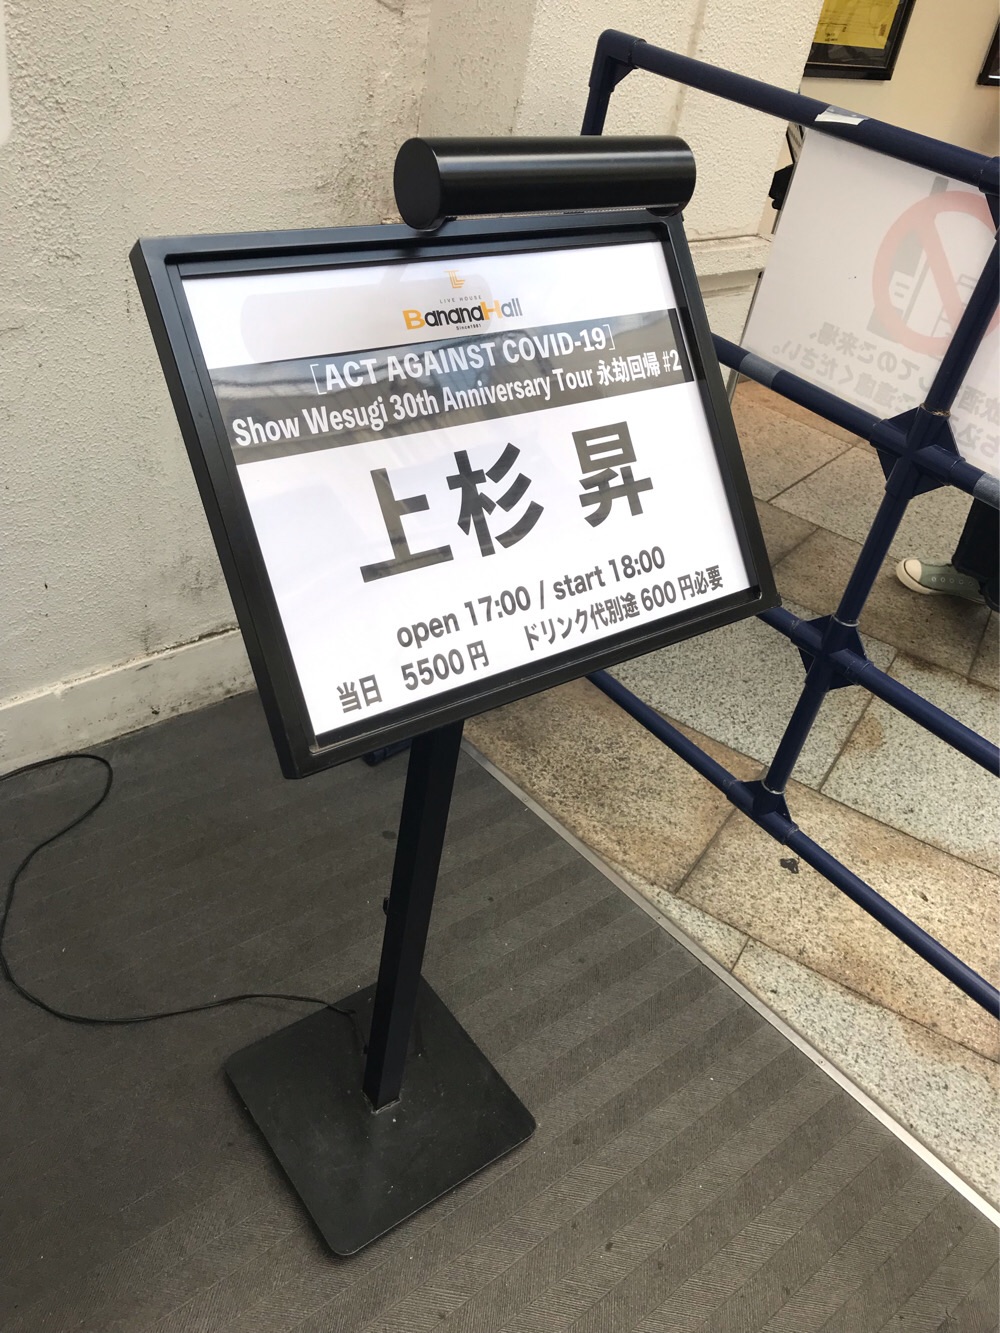 LIVE HOUSE
BananaHall
Since1981
［ACT AGAINST COVID-19］
Show Wesugi 30th Anniversary Tour 永劫回帰 #2
上杉 昇
open 17:00 / start 18:00
当日 5500円 ドリンク代別途600円必要